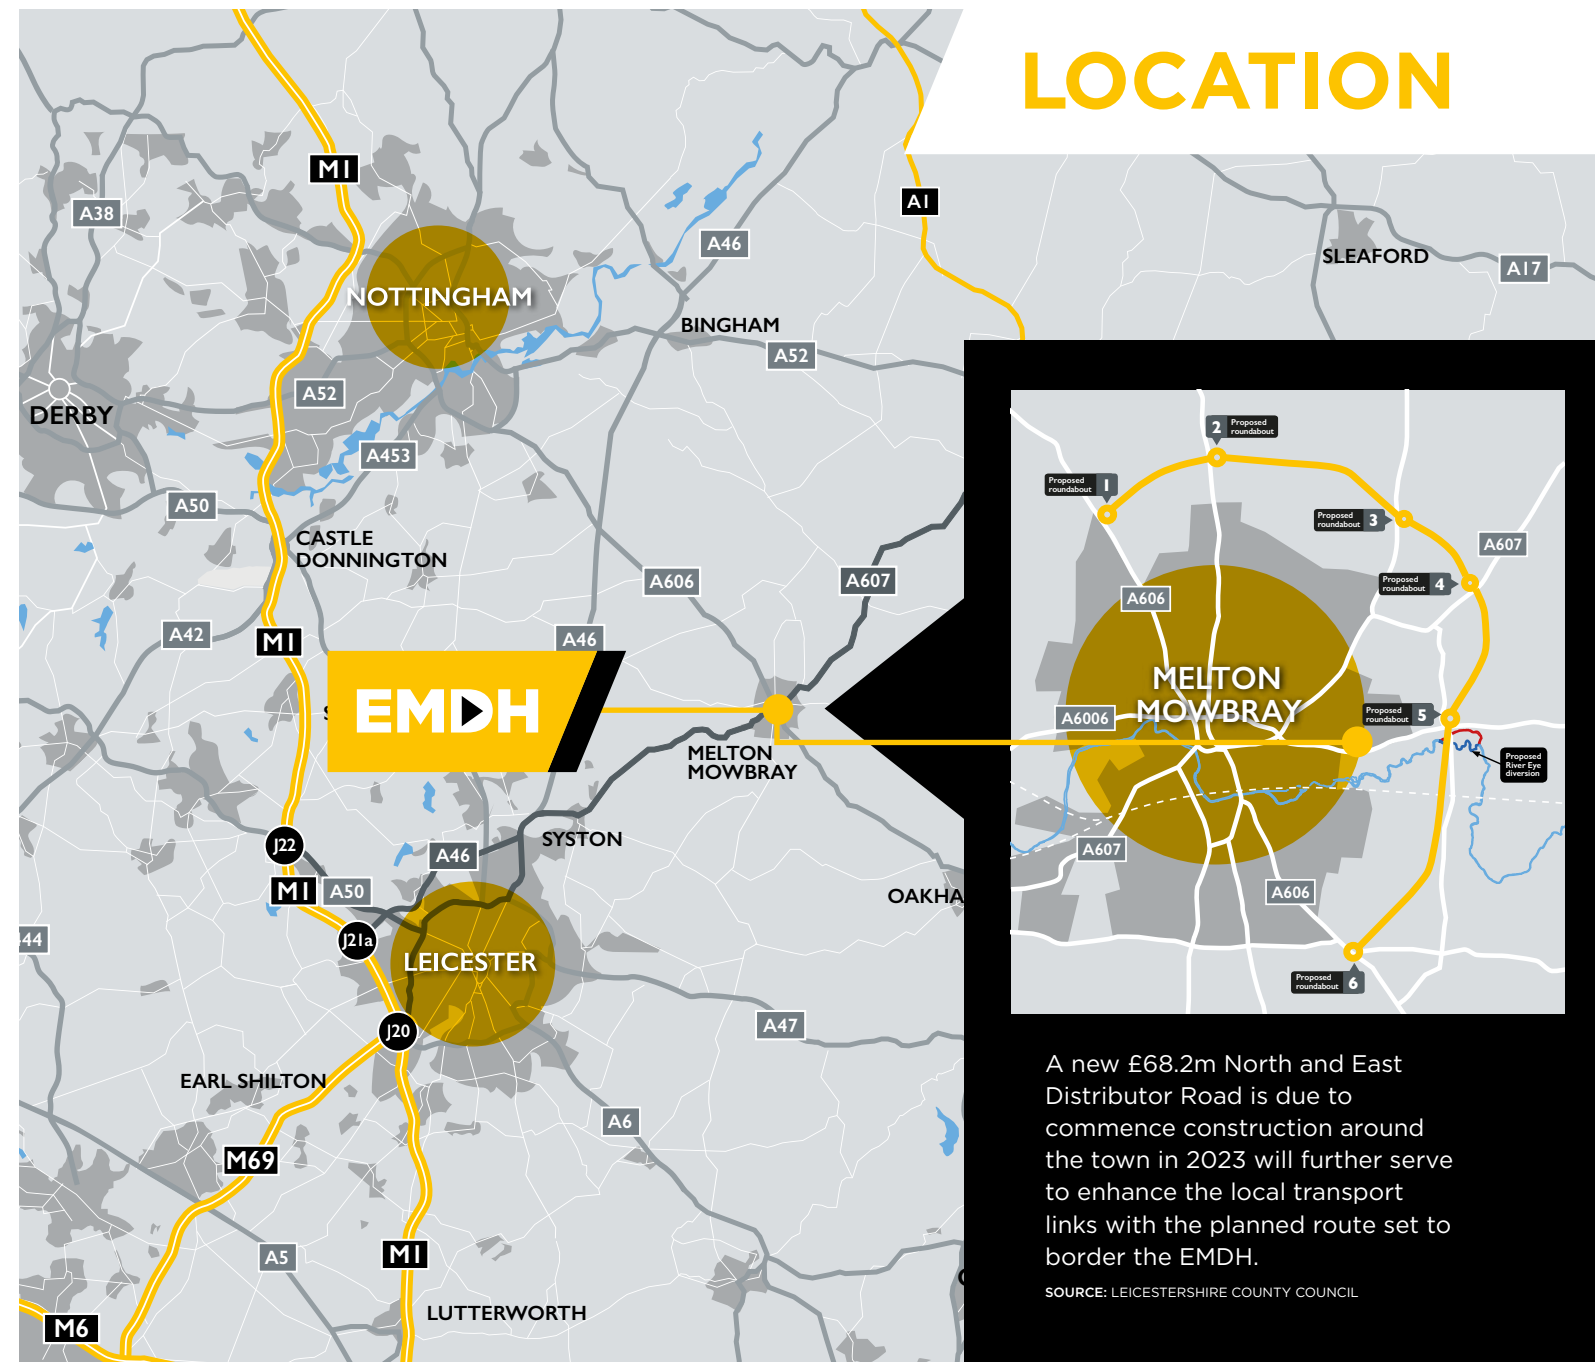 LOCATION
M1
A38
A1
A46
SLEAFORD
A17
NOTTINGHAM
BINGHAM
A52
A52
DERBY
A453
A50
CASTLE
DONNINGTON
A606
A607
A42
M1
A46
EMDH
MELTON
MOWBRAY
J22
A46
SYSTON
M1
A50
OAKHA
44
J21a
LEICESTER
J20
A47
EARL SHILTON
A6
M69
A5
M1
LUTTERWORTH
M6
2
Proposed
roundabout
Proposed
roundabout
1
Proposed
roundabout
3
A607
Proposed
roundabout
4
A606
MELTON
MOWBRAY
A6006
Proposed
roundabout
5
Proposed
River Eye
diversion
A607
A606
Proposed
roundabout
6
A new £68.2m North and East
Distributor Road is due to
commence construction around
the town in 2023 will further serve
to enhance the local transport
links with the planned route set to
border the EMDH.
SOURCE: LEICESTERSHIRE COUNTY COUNCIL